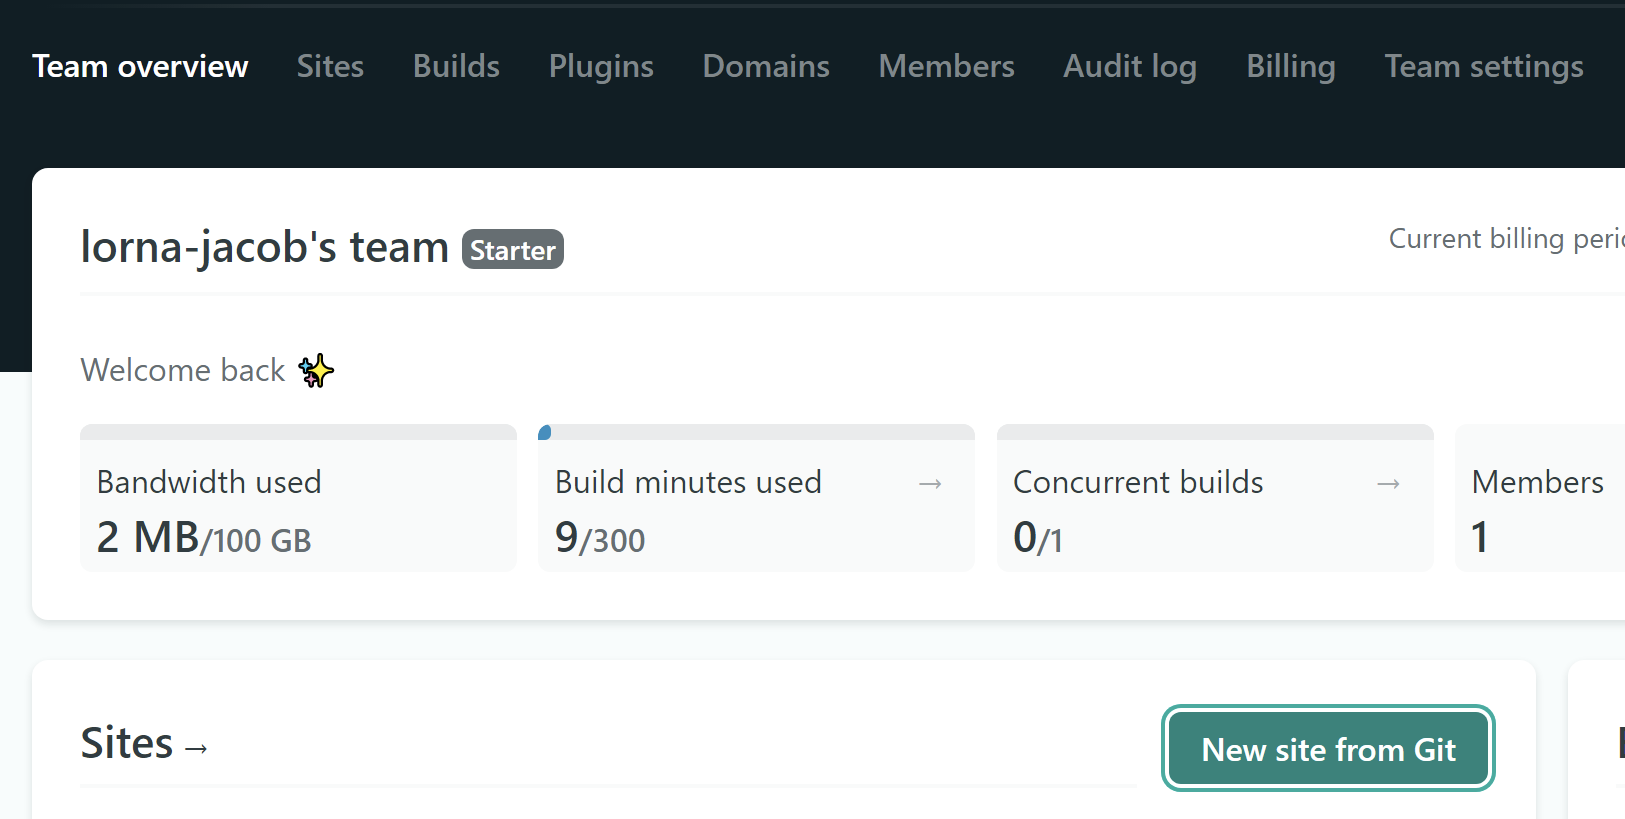 Team overview Sites Builds Plugins Domains Members Audit log Billing Team settings
lorna-jacob's team Starter
Current billing
Welcome back ✨
Bandwidth used
2 MB/100 GB
Build minutes used →
9/300
Concurrent builds →
0/1
Members
1
Sites →
New site from Git